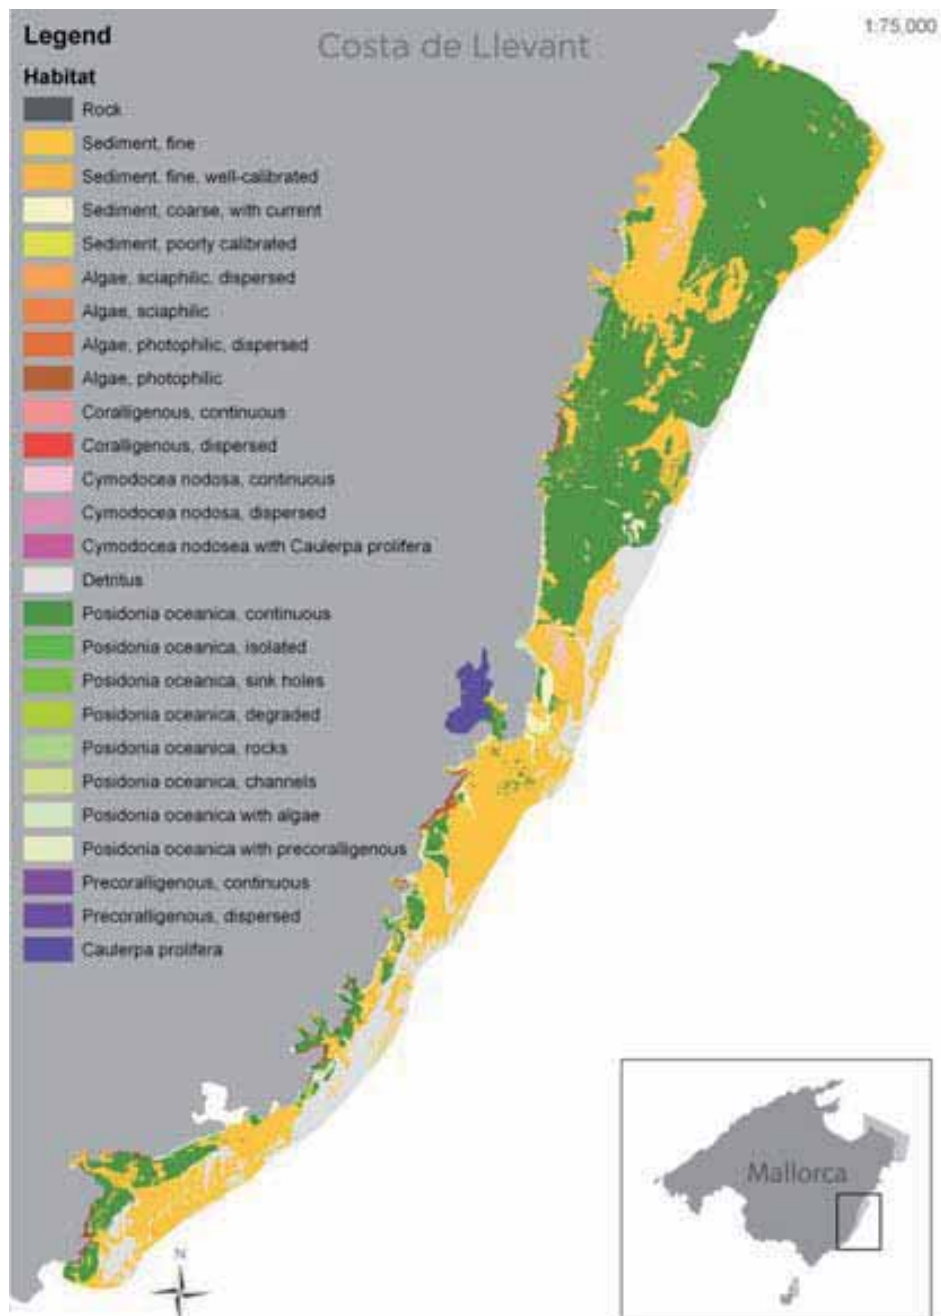 Legend
Costa de Llevant
1:75,000
Habitat
Rock
Sediment, fine
Sediment, fine, well-calibrated
Sediment, coarse, with current
Sediment, poorly calibrated
Algae, sciaphilic, dispersed
Algae, sciaphilic
Algae, photophilic, dispersed
Algae, photophilic
Coralligenous, continuous
Coralligenous, dispersed
Cymodocea nodosa, continuous
Cymodocea nodosa, dispersed
Cymodocea nodosea with Caulerpa prolifera
Detritus
Posidonia oceanica, continuous
Posidonia oceanica, isolated
Posidonia oceanica, sink holes
Posidonia oceanica, degraded
Posidonia oceanica, rocks
Posidonia oceanica, channels
Posidonia oceanica with algae
Posidonia oceanica with precoralligenous
Precoralligenous, continuous
Precoralligenous, dispersed
Caulerpa prolifera
Mallorca
N